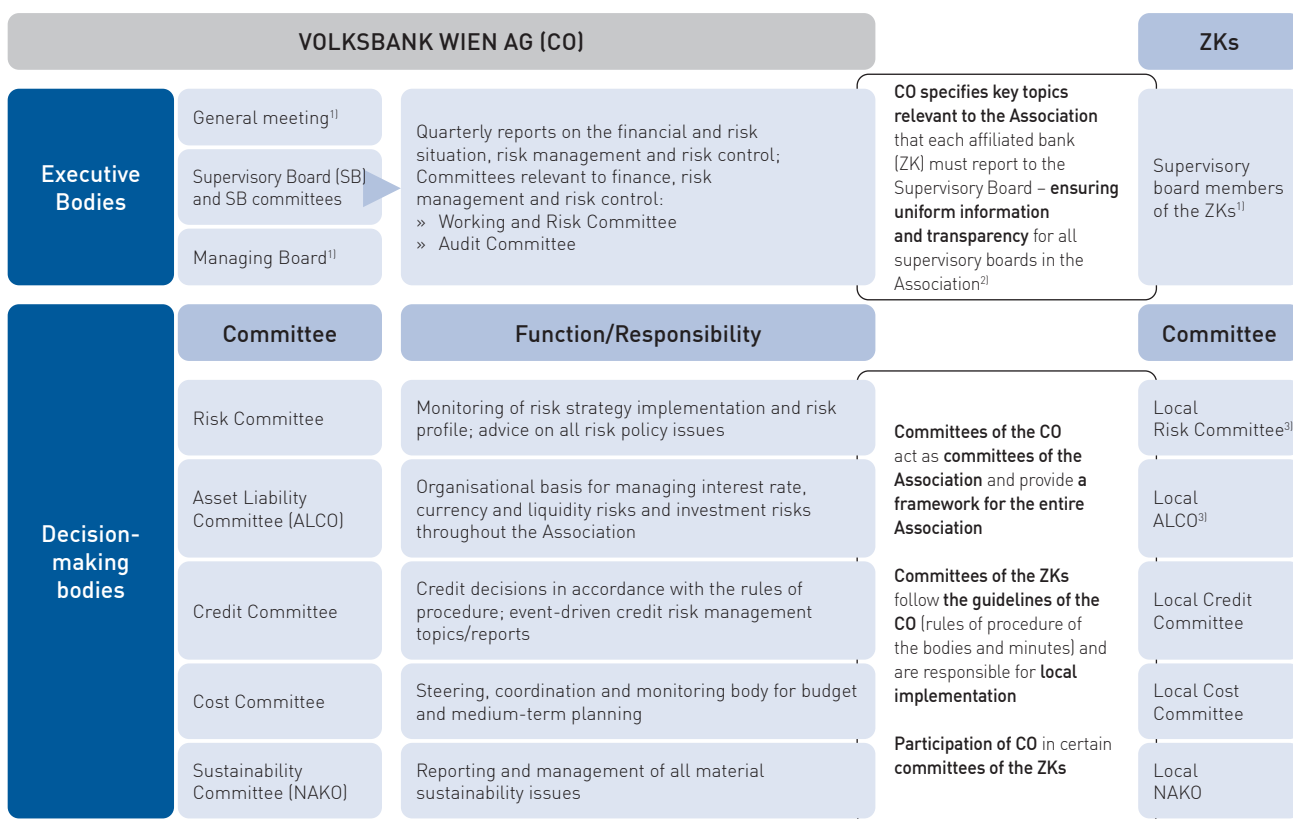 VOLKSBANK WIEN AG (CO)
ZKs
Executive
Bodies
General meeting1)
Supervisory Board (SB)
and SB committees
Managing Board1)
Quarterly reports on the financial and risk
situation, risk management and risk control;
Committees relevant to finance, risk
management and risk control:
» Working and Risk Committee
» Audit Committee
CO specifies key topics
relevant to the Association
that each affiliated bank
(ZK) must report to the
Supervisory Board – ensuring
uniform information
and transparency for all
supervisory boards in the
Association2)
Supervisory
board members
of the ZKs1)
Decision-
making
bodies
Committee
Function/Responsibility
Committee
Risk Committee
Monitoring of risk strategy implementation and risk
profile; advice on all risk policy issues
Asset Liability
Committee (ALCO)
Organisational basis for managing interest rate,
currency and liquidity risks and investment risks
throughout the Association
Credit Committee
Credit decisions in accordance with the rules of
procedure; event-driven credit risk management
topics/reports
Cost Committee
Steering, coordination and monitoring body for budget
and medium-term planning
Sustainability
Committee (NAKO)
Reporting and management of all material
sustainability issues
Committees of the CO
act as committees of the
Association and provide a
framework for the entire
Association
Committees of the ZKs
follow the guidelines of the
CO (rules of procedure of
the bodies and minutes) and
are responsible for local
implementation
Participation of CO in certain
committees of the ZKs
Local
Risk Committee3)
Local
ALCO3)
Local Credit
Committee
Local Cost
Committee
Local
NAKO